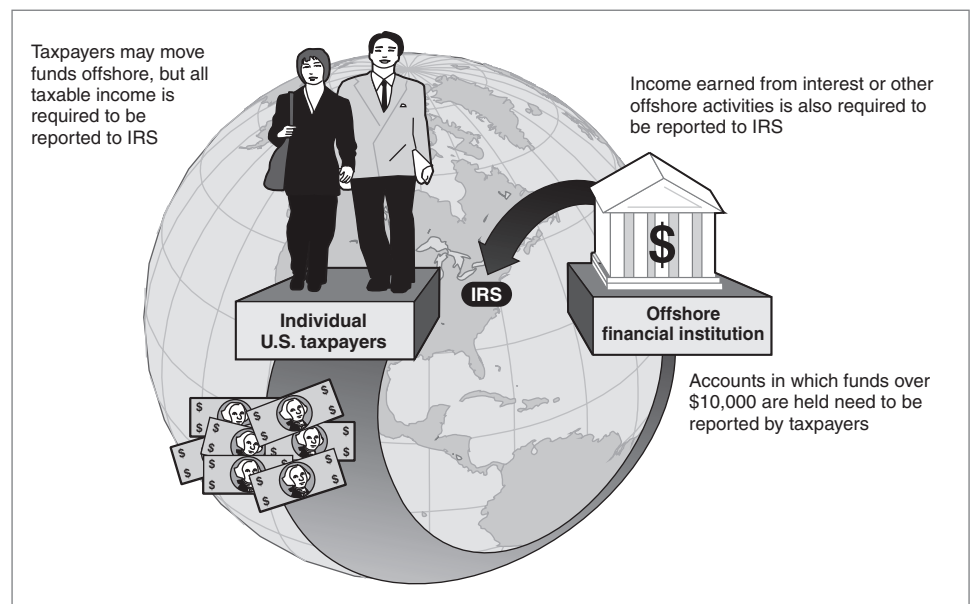 Taxpayers may move
funds offshore, but all
taxable income is
required to be
reported to IRS
Income earned from interest or other
offshore activities is also required to
be reported to IRS
$
IRS
Individual
U.S. taxpayers
Offshore
financial institution
Accounts in which funds over
$10,000 are held need to be
reported by taxpayers
$ $
$ $
$ $
$ $
$ $
$ $
$
$